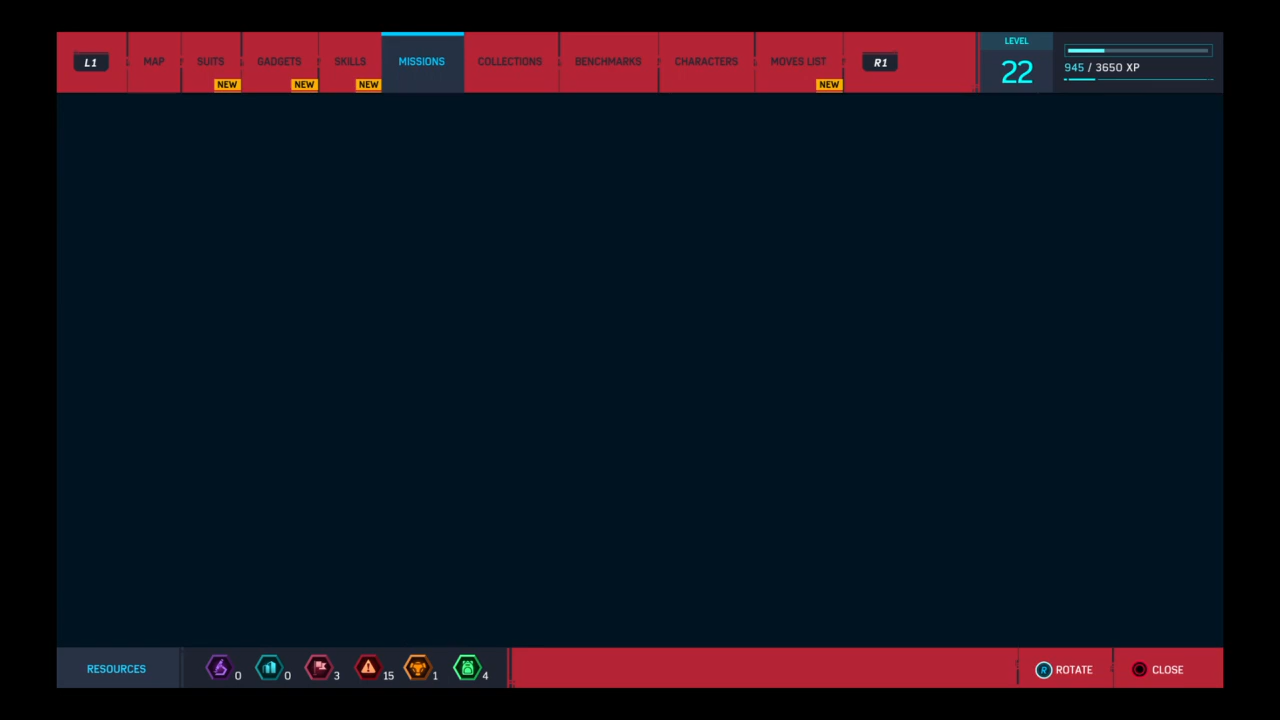 L1 MAP SUITS GADGETS SKILLS MISSIONS COLLECTIONS BENCHMARKS CHARACTERS MOVES LIST R1
NEW NEW NEW NEW
LEVEL
22
945 / 3650 XP
RESOURCES 0 0 3 15 1 4
R ROTATE CLOSE